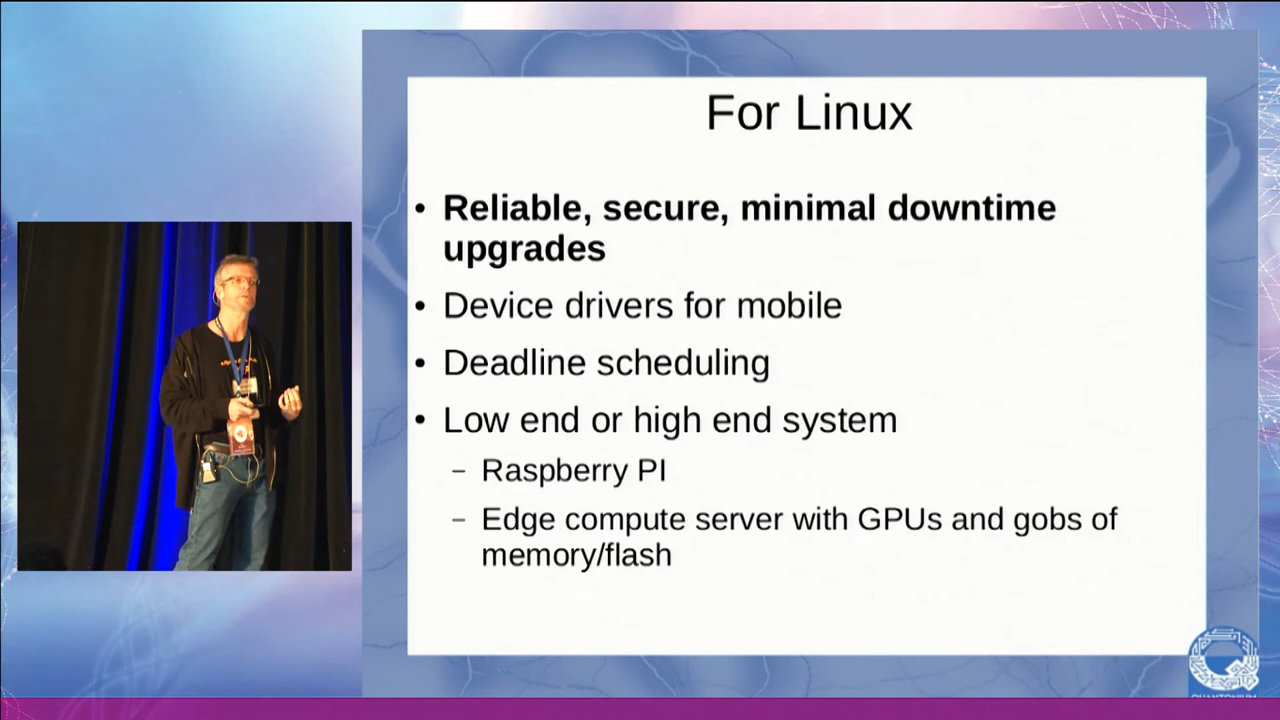 For Linux
• Reliable, secure, minimal downtime
upgrades
• Device drivers for mobile
• Deadline scheduling
• Low end or high end system
– Raspberry PI
– Edge compute server with GPUs and gobs of
memory/flash
QUANTONIUM